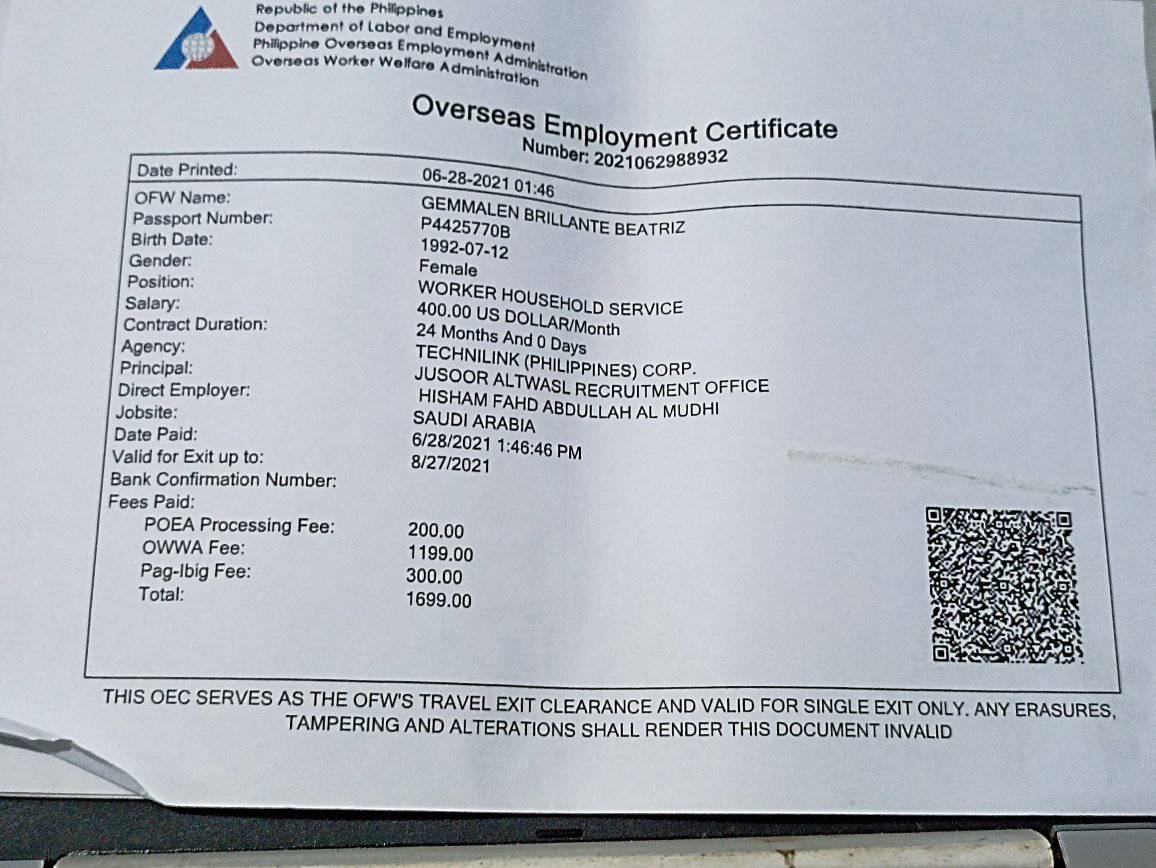 Republic of the Philippines
Department of Labor and Employment
Philippine Overseas Employment Administration
Overseas Worker Welfare Administration
Overseas Employment Certificate
Number: 2021062988932
Date Printed: 06-28-2021 01:46
OFW Name: GEMMALEN BRILLANTE BEATRIZ
Passport Number: P4425770B
Birth Date: 1992-07-12
Gender: Female
Position: WORKER HOUSEHOLD SERVICE
Salary: 400.00 US DOLLAR/Month
Contract Duration: 24 Months And 0 Days
Agency: TECHNILINK (PHILIPPINES) CORP.
Principal: JUSOOR ALTWASL RECRUITMENT OFFICE
Direct Employer: HISHAM FAHD ABDULLAH AL MUDHI
Jobsite: SAUDI ARABIA
Date Paid: 6/28/2021 1:46:46 PM
Valid for Exit up to: 8/27/2021
Bank Confirmation Number:
Fees Paid:
POEA Processing Fee: 200.00
OWWA Fee: 1199.00
Pag-Ibig Fee: 300.00
Total: 1699.00
THIS OEC SERVES AS THE OFW'S TRAVEL EXIT CLEARANCE AND VALID FOR SINGLE EXIT ONLY. ANY ERASURES,
TAMPERING AND ALTERATIONS SHALL RENDER THIS DOCUMENT INVALID